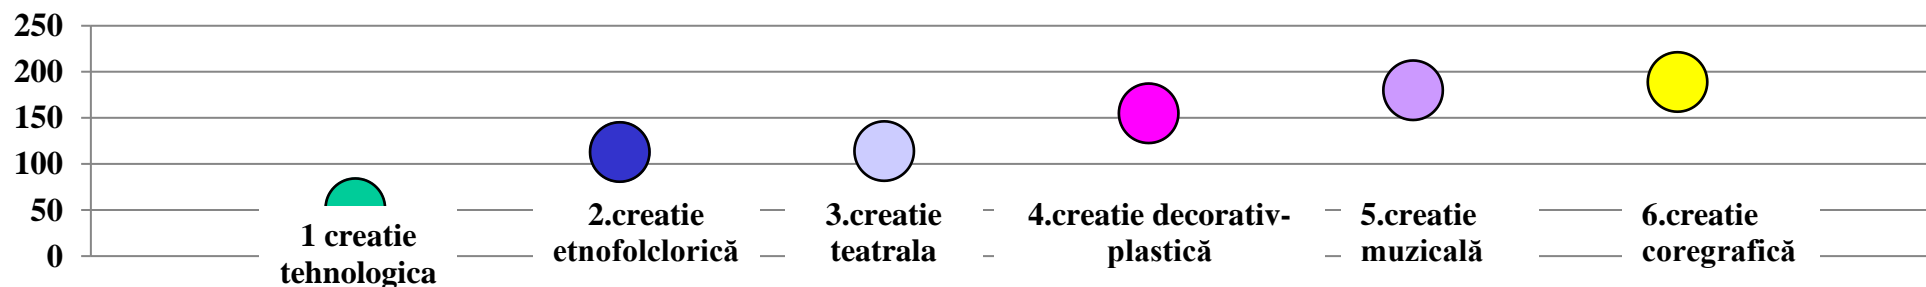 250
200
150
100
50
0
1 creatie
tehnologica
2.creatie
etnofolclorică
3.creatie
teatrala
4.creatie decorativ-
plastică
5.creatie
muzicală
6.creatie
coregrafică